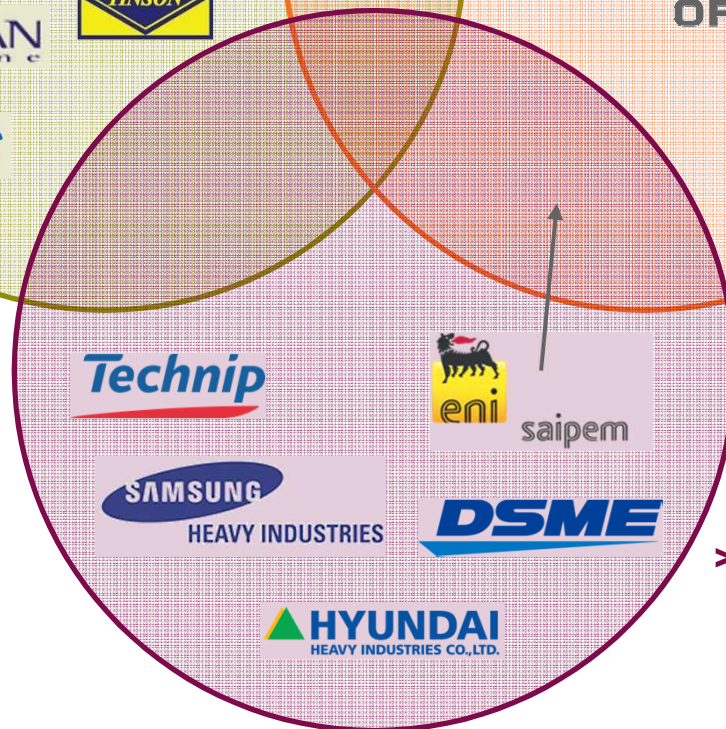 Technip
eni
saipem
SAMSUNG
HEAVY INDUSTRIES
DSME
>
HYUNDAI
HEAVY INDUSTRIES CO.,LTD.